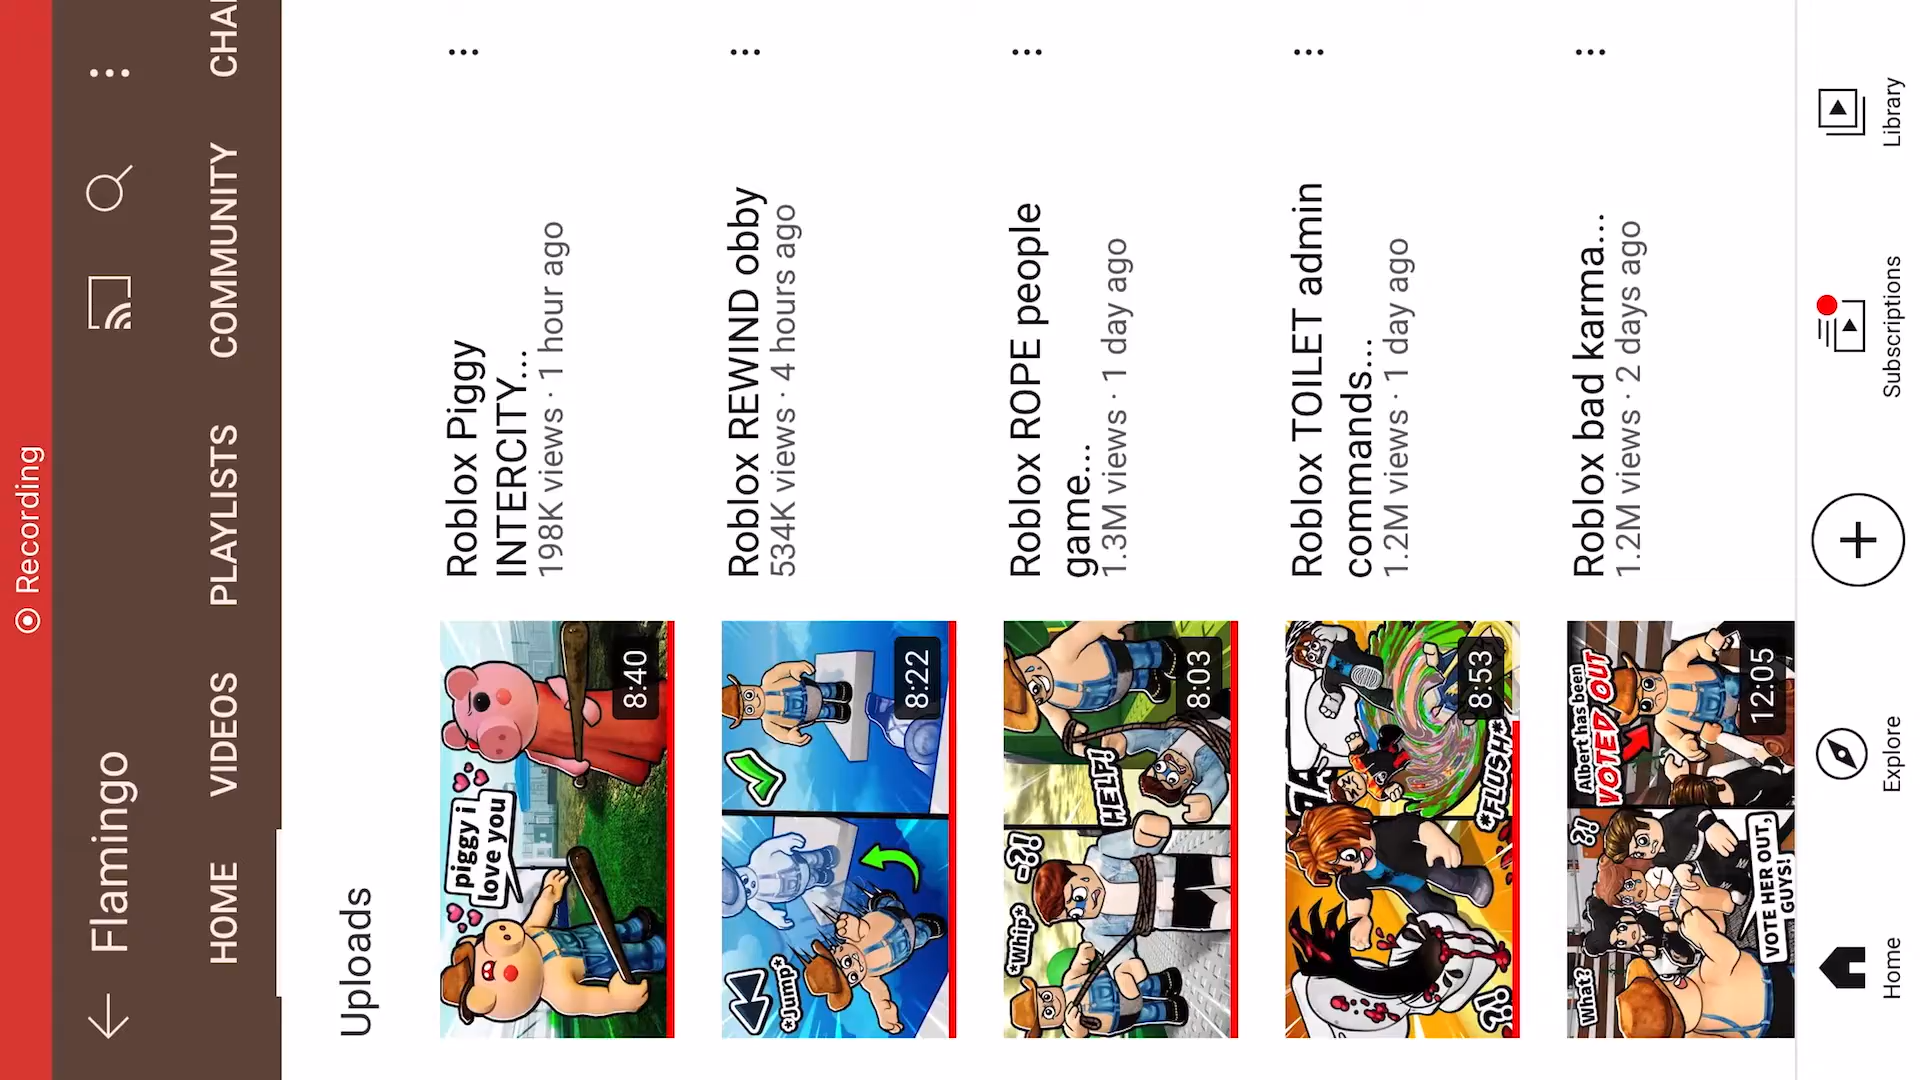 Recording
Flamingo
HOME VIDEOS PLAYLISTS COMMUNITY CHA
Uploads
piggy i
love you
8:40
Roblox Piggy
INTERCITY...
198K views · 1 hour ago
*Jump*
8:22
Roblox REWIND obby
534K views · 4 hours ago
*Whip*
-?!
HELP!
8:03
Roblox ROPE people
game...
1.3M views · 1 day ago
?!
*FLUSH*
8:53
Roblox TOILET admin
commands...
1.2M views · 1 day ago
What?
?!
VOTE HER OUT,
GUYS!
Albert has been
VOTED OUT
12:05
Roblox bad karma...
1.2M views · 2 days ago
Home
Explore
Subscriptions
Library